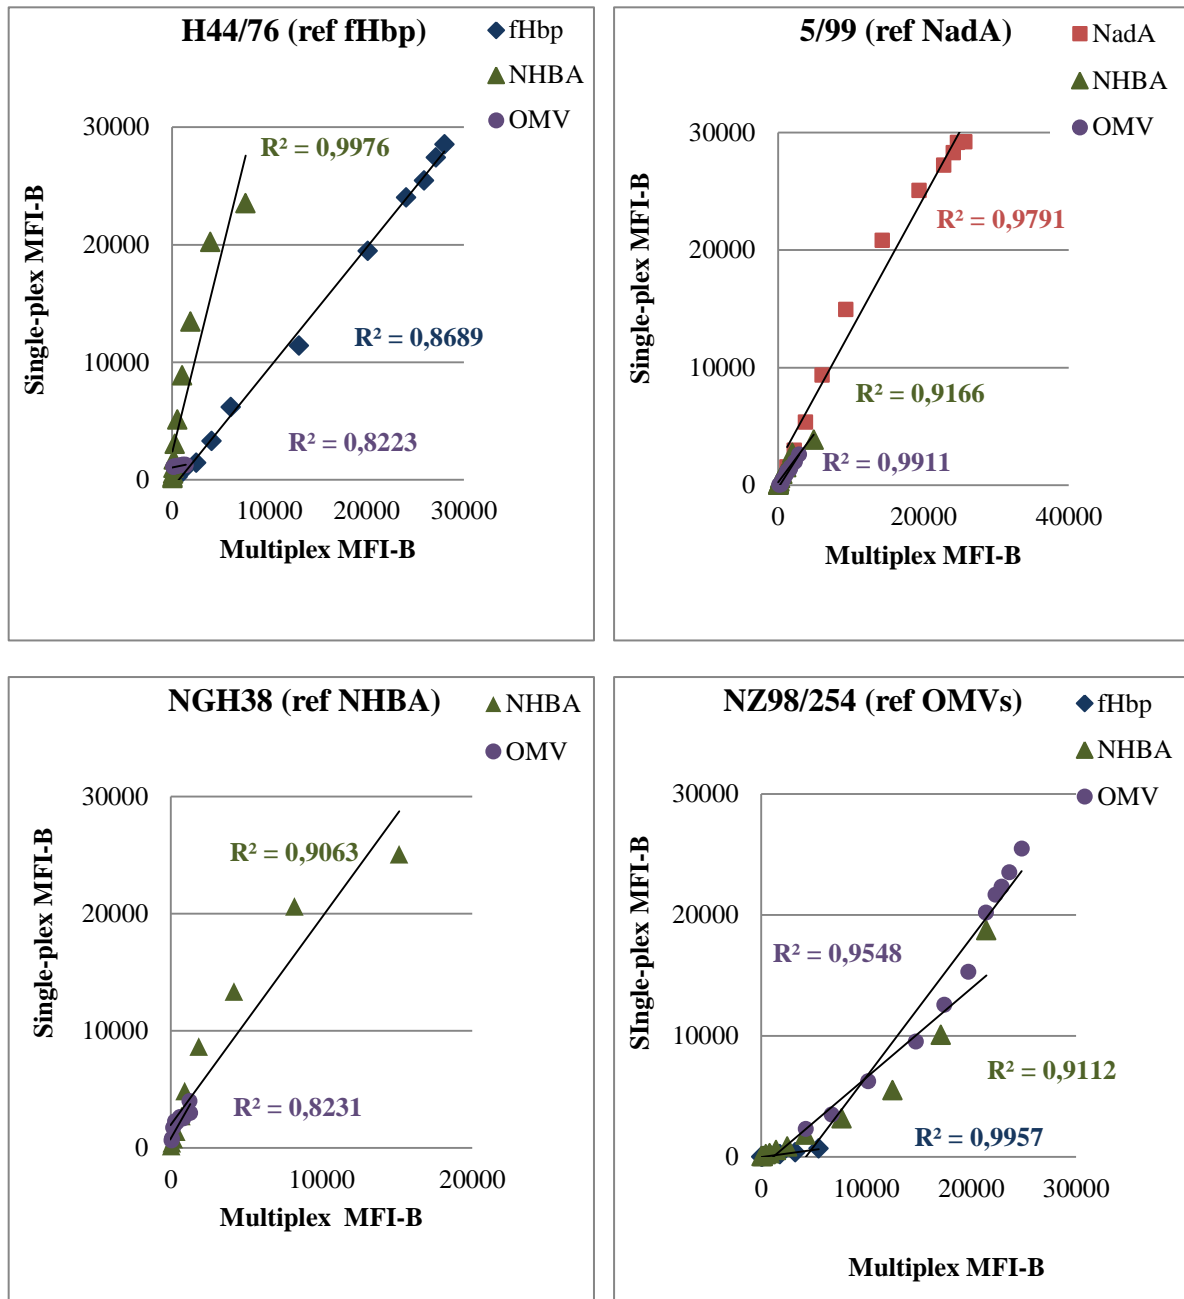 H44/76 (ref fHbp)
fHbp
NHBA
OMV
30000
20000
10000
0
R² = 0,9976
R² = 0,8689
R² = 0,8223
0 10000 20000 30000
Single-plex MFI-B
Multiplex MFI-B
5/99 (ref NadA)
NadA
NHBA
OMV
30000
20000
10000
0
R² = 0,9791
R² = 0,9166
R² = 0,9911
0 20000 40000
Single-plex MFI-B
Multiplex MFI-B
NGH38 (ref NHBA)
NHBA
OMV
30000
20000
10000
0
R² = 0,9063
R² = 0,8231
0 10000 20000
Single-plex MFI-B
Multiplex MFI-B
NZ98/254 (ref OMVs)
fHbp
NHBA
OMV
30000
20000
10000
0
R² = 0,9548
R² = 0,9112
R² = 0,9957
0 10000 20000 30000
SIngle-plex MFI-B
Multiplex MFI-B